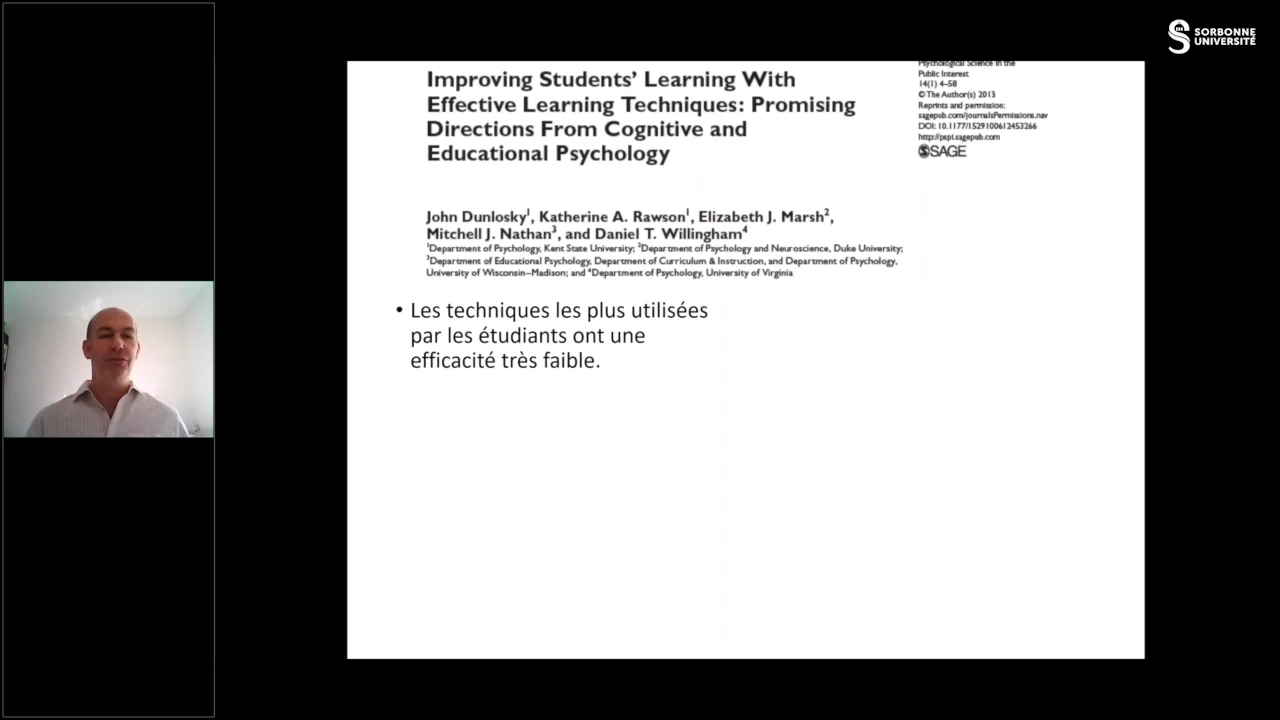 SORBONNE
UNIVERSITÉ
Improving Students’ Learning With
Effective Learning Techniques: Promising
Directions From Cognitive and
Educational Psychology
Psychological Science in the
Public Interest
14(1) 4–58
© The Author(s) 2013
Reprints and permission:
sagepub.com/journalsPermissions.nav
DOI: 10.1177/1529100612453266
http://pspi.sagepub.com
SAGE
John Dunlosky1, Katherine A. Rawson1, Elizabeth J. Marsh2,
Mitchell J. Nathan3, and Daniel T. Willingham4
1Department of Psychology, Kent State University; 2Department of Psychology and Neuroscience, Duke University;
3Department of Educational Psychology, Department of Curriculum & Instruction, and Department of Psychology,
University of Wisconsin–Madison; and 4Department of Psychology, University of Virginia
• Les techniques les plus utilisées
par les étudiants ont une
efficacité très faible.